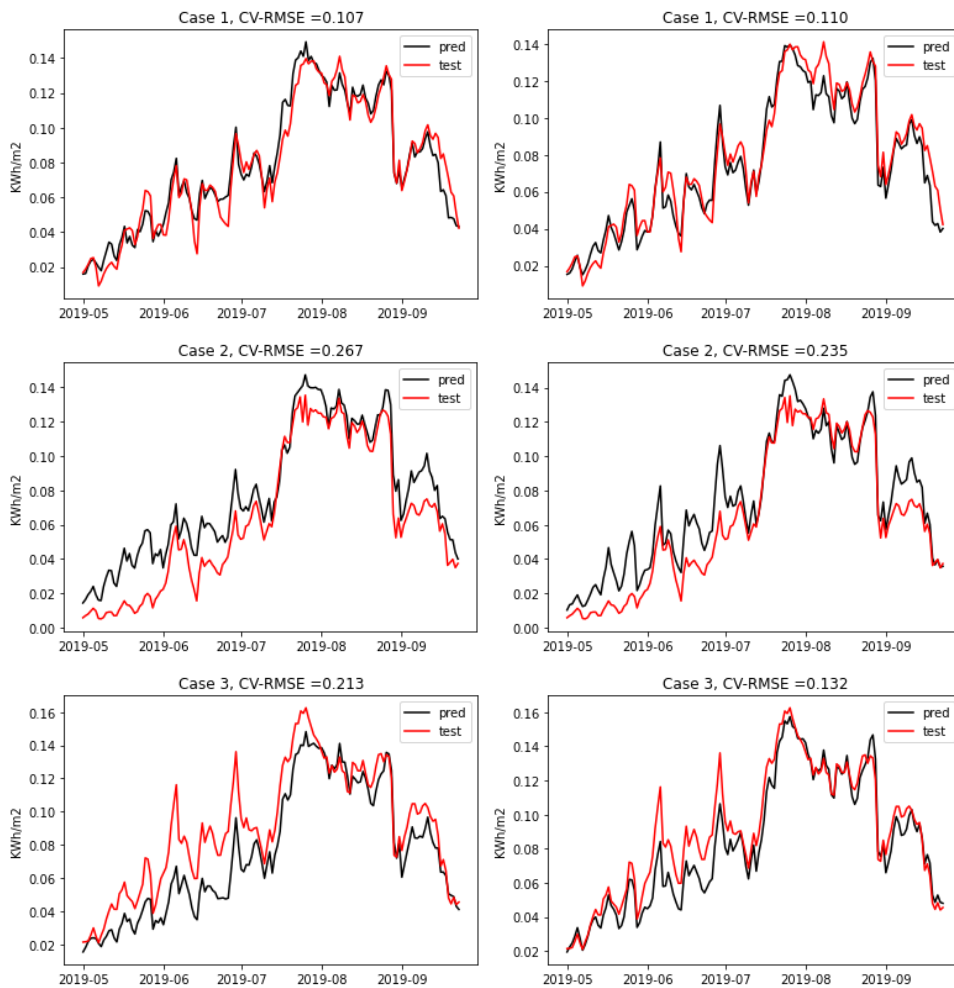 Case 1, CV-RMSE =0.107
pred
test
KWh/m2
0.14
0.12
0.10
0.08
0.06
0.04
0.02
2019-05 2019-06 2019-07 2019-08 2019-09
Case 1, CV-RMSE =0.110
pred
test
KWh/m2
0.14
0.12
0.10
0.08
0.06
0.04
0.02
2019-05 2019-06 2019-07 2019-08 2019-09
Case 2, CV-RMSE =0.267
pred
test
KWh/m2
0.14
0.12
0.10
0.08
0.06
0.04
0.02
0.00
2019-05 2019-06 2019-07 2019-08 2019-09
Case 2, CV-RMSE =0.235
pred
test
KWh/m2
0.14
0.12
0.10
0.08
0.06
0.04
0.02
0.00
2019-05 2019-06 2019-07 2019-08 2019-09
Case 3, CV-RMSE =0.213
pred
test
KWh/m2
0.16
0.14
0.12
0.10
0.08
0.06
0.04
0.02
2019-05 2019-06 2019-07 2019-08 2019-09
Case 3, CV-RMSE =0.132
pred
test
KWh/m2
0.16
0.14
0.12
0.10
0.08
0.06
0.04
0.02
2019-05 2019-06 2019-07 2019-08 2019-09